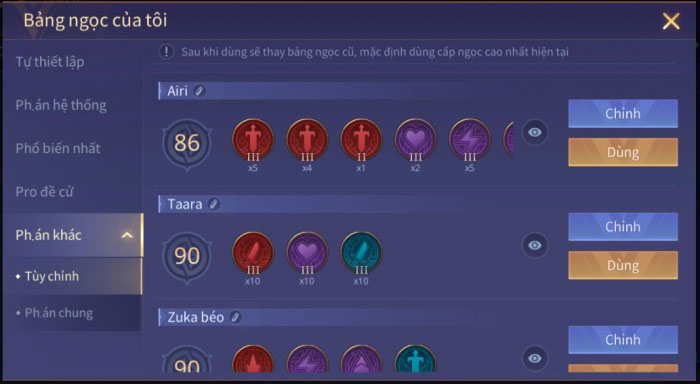 Bảng ngọc của tôi
Tự thiết lập
Ph.án hệ thống
Phổ biến nhất
Pro đề cử
Ph.án khác
Tùy chỉnh
Ph.án chung
! Sau khi dùng sẽ thay bảng ngọc cũ, mặc định dùng cấp ngọc cao nhất hiện tại
Airi
86
III III II III III
x5 x4 x1 x2 x5
Chỉnh
Dùng
Taara
90
III III III
x10 x10 x10
Chỉnh
Dùng
Zuka béo
90
Chỉnh